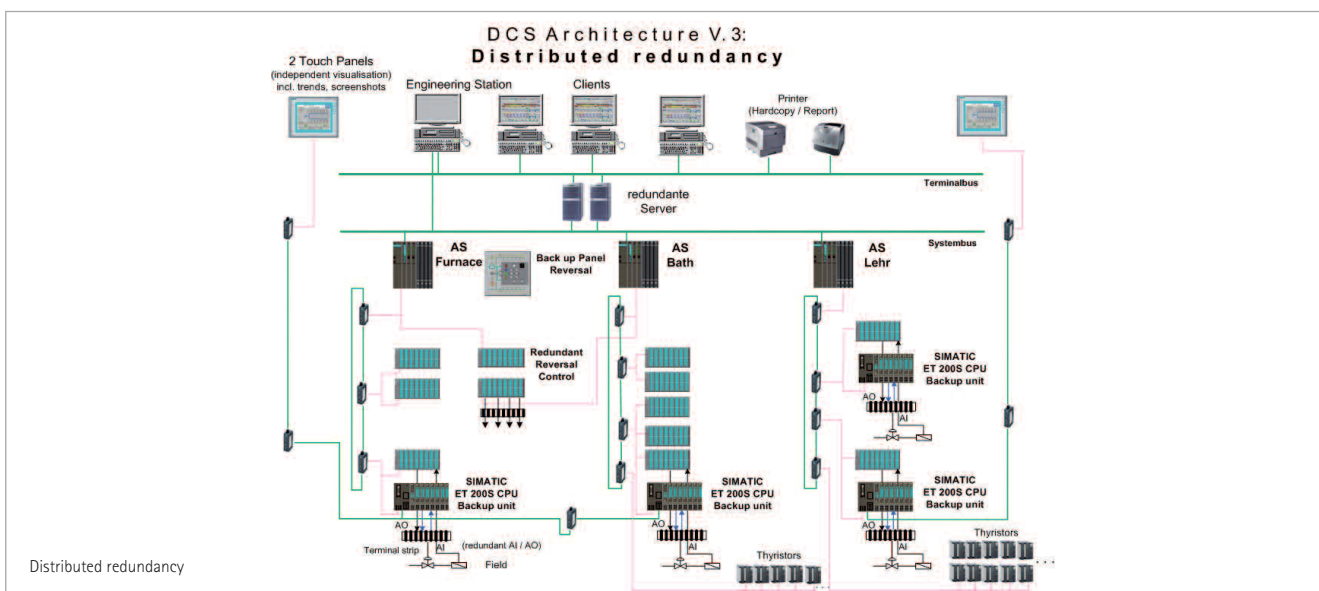 DCS Architecture V. 3:
Distributed redundancy
2 Touch Panels
(independent visualisation)
incl. trends, screenshots
Engineering Station
Clients
Printer
(Hardcopy / Report)
Terminalbus
redundante
Server
Systembus
AS
Furnace
Back up Panel
Reversal
AS
Bath
AS
Lehr
Redundant
Reversal
Control
SIMATIC
ET 200S CPU
Backup unit
AO
AI
SIMATIC
ET 200S CPU
Backup unit
AO
AI
Terminal strip
(redundant AI / AO)
Field
SIMATIC
ET 200S CPU
Backup unit
AO
AI
Thyristors
SIMATIC
ET 200S CPU
Backup unit
AO
AI
Thyristors
Distributed redundancy